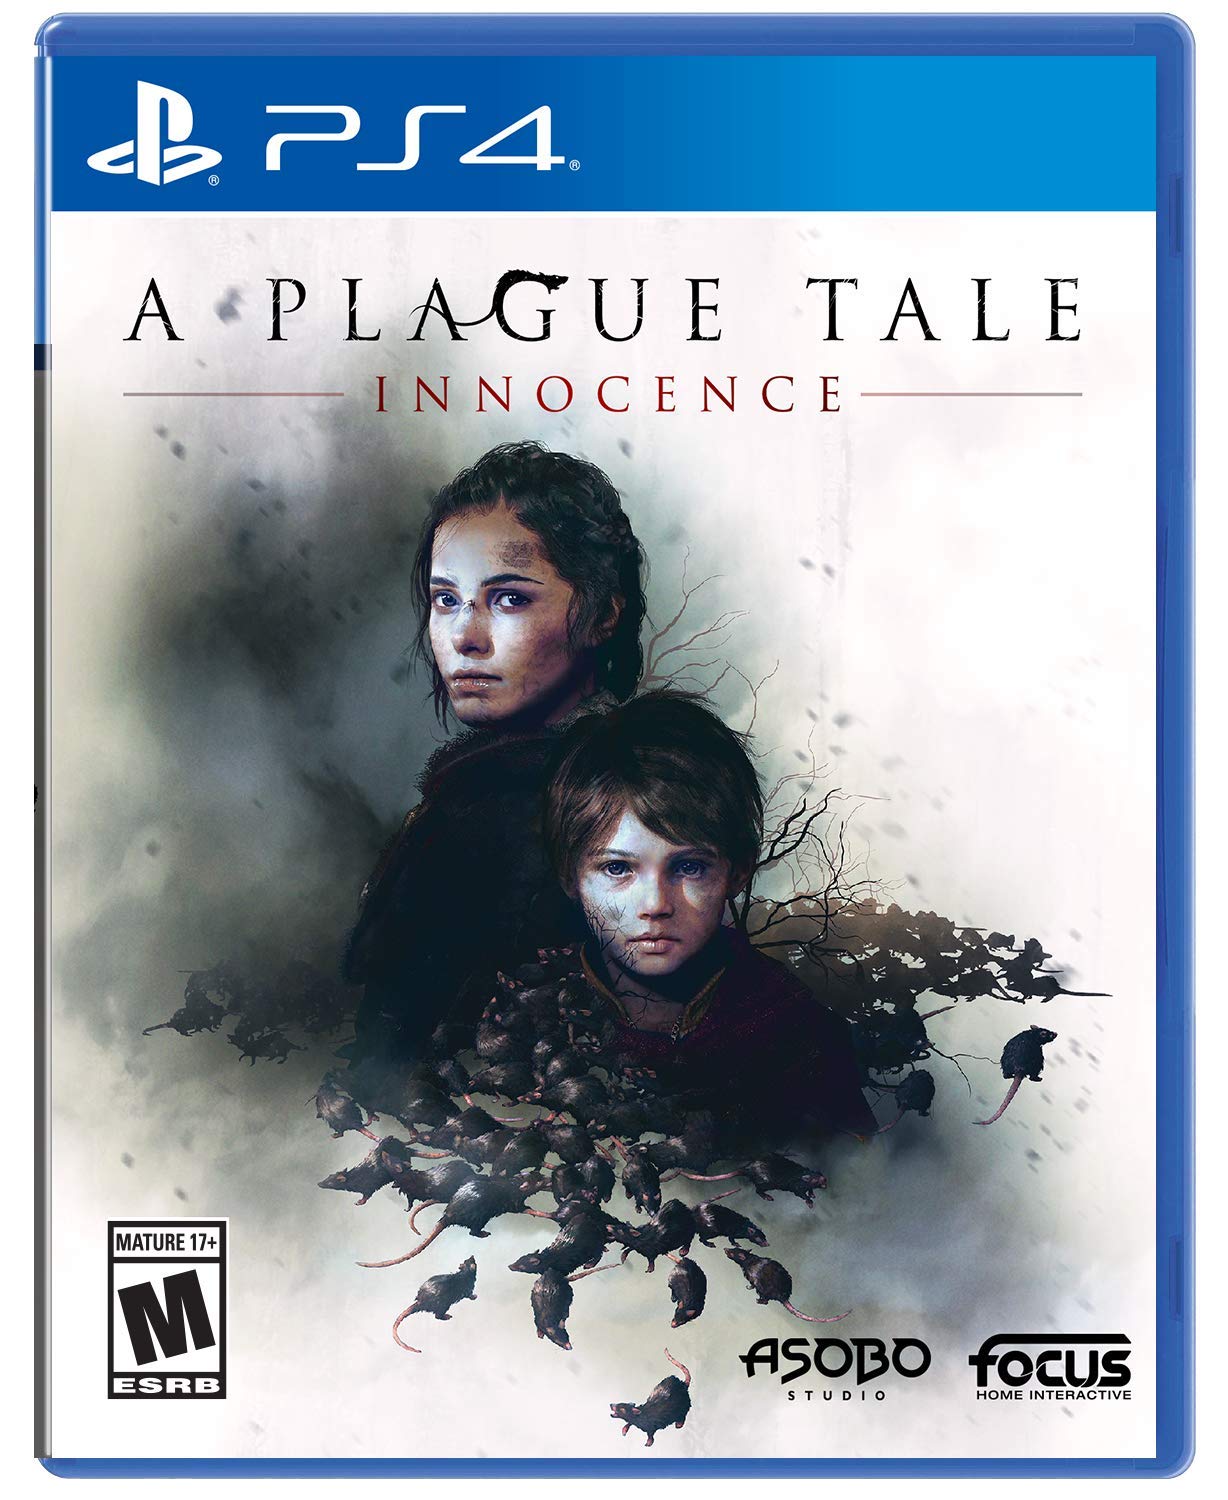 PS4
A PLAGUE TALE
INNOCENCE
MATURE 17+
M
ESRB
ASOBO
STUDIO
FOCUS
HOME INTERACTIVE